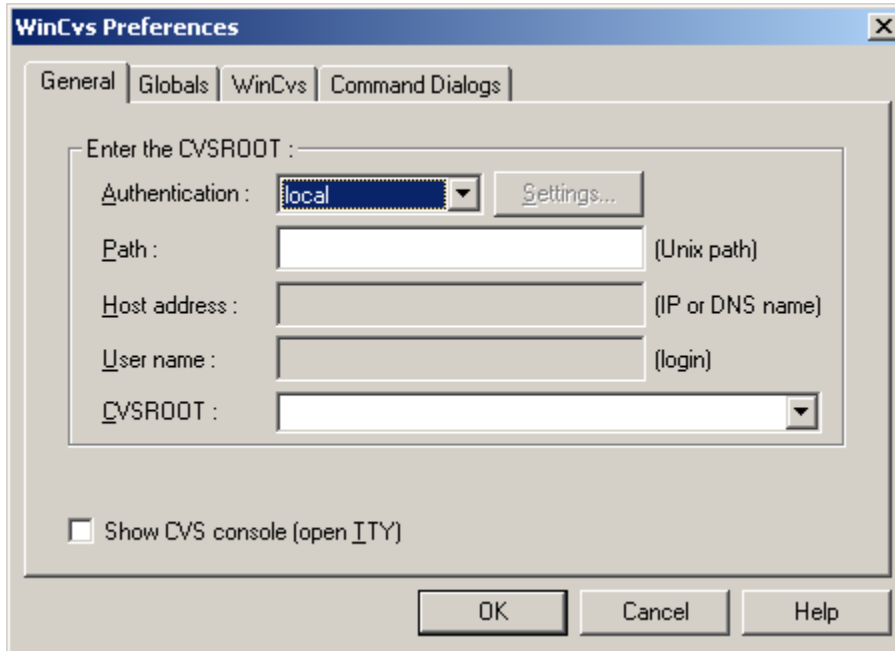 WinCvs Preferences
General Globals WinCvs Command Dialogs
Enter the CVSROOT :
Authentication : local Settings...
Path : (Unix path)
Host address : (IP or DNS name)
User name : (login)
CVSROOT :
Show CVS console (open TTY)
OK Cancel Help